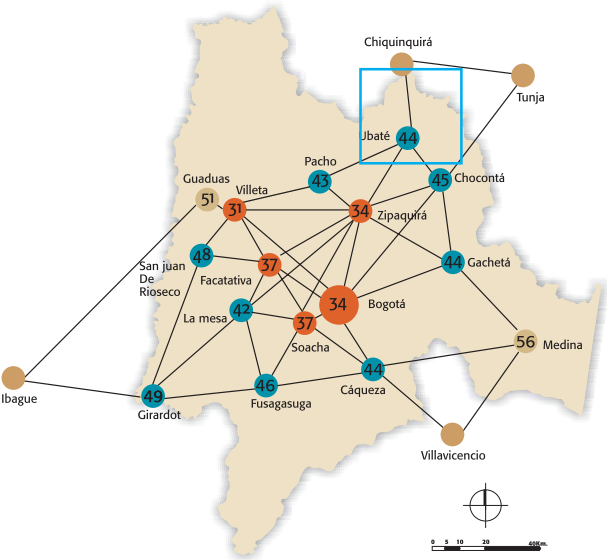 Chiquinquirá
Tunja
Ubaté
44
Pacho
43
45
Chocontá
Guaduas
51
Villeta
31
34
Zipaquirá
48
San juan
De
Rioseco
37
Facatativa
44
Gachetá
34
Bogotá
42
La mesa
37
Soacha
56
Medina
44
Cáqueza
46
Fusagasuga
49
Girardot
Ibague
Villavicencio
0 5 10 20 40Km.